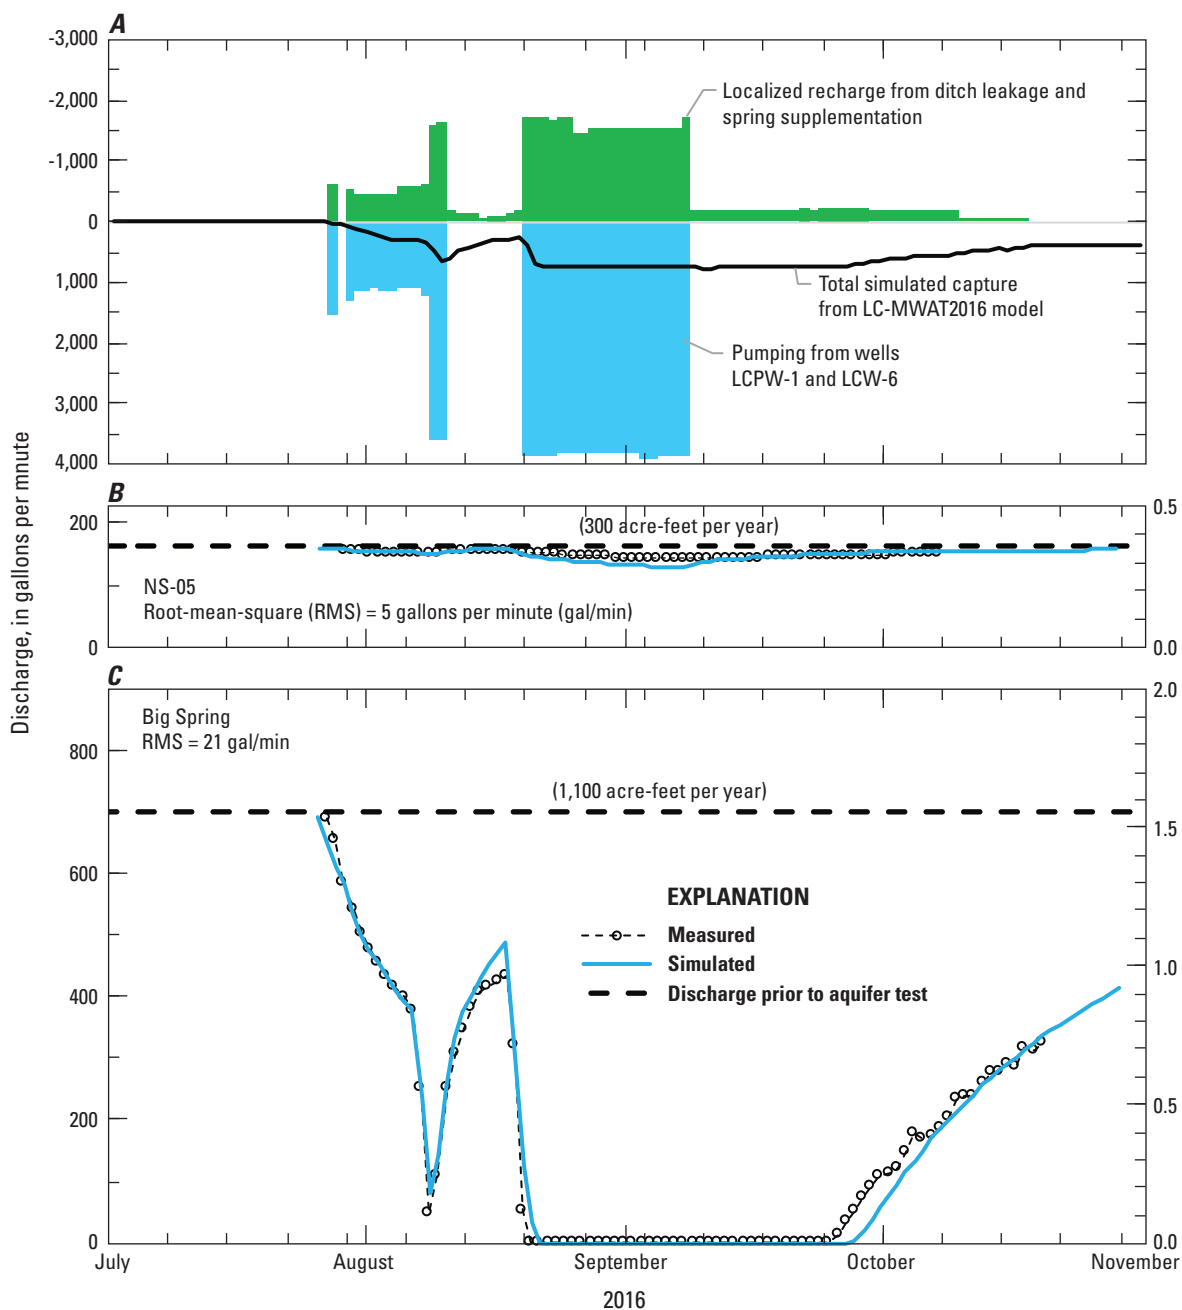 A
-3,000
-2,000
-1,000
0
1,000
2,000
3,000
4,000
Localized recharge from ditch leakage and
spring supplementation
Total simulated capture
from LC-MWAT2016 model
Pumping from wells
LCPW-1 and LCW-6
Discharge, in gallons per mnute
B
200
0
0.5
0.0
(300 acre-feet per year)
NS-05
Root-mean-square (RMS) = 5 gallons per minute (gal/min)
C
800
600
400
200
0
2.0
1.5
1.0
0.5
0.0
Big Spring
RMS = 21 gal/min
(1,100 acre-feet per year)
EXPLANATION
Measured
Simulated
Discharge prior to aquifer test
July
August
September
October
November
2016